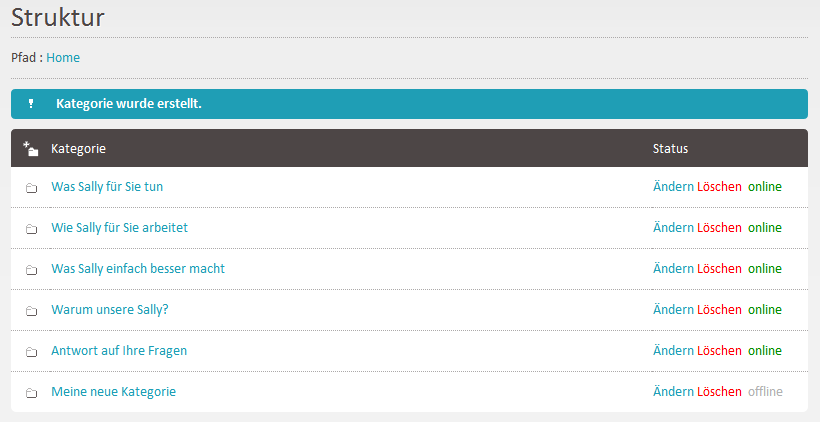 Struktur
Pfad : Home
Kategorie wurde erstellt.
Kategorie Status
Was Sally für Sie tun Ändern Löschen online
Wie Sally für Sie arbeitet Ändern Löschen online
Was Sally einfach besser macht Ändern Löschen online
Warum unsere Sally? Ändern Löschen online
Antwort auf Ihre Fragen Ändern Löschen online
Meine neue Kategorie Ändern Löschen offline